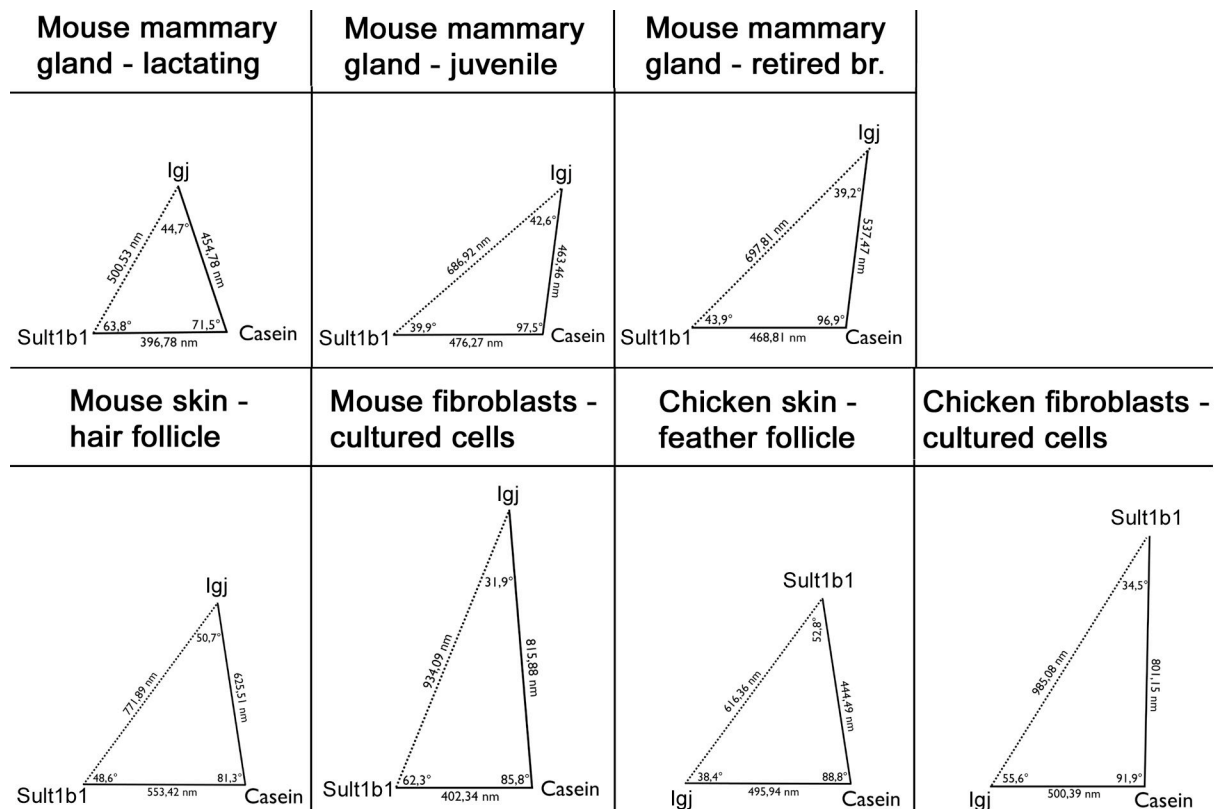 Mouse mammary
gland - lactating
Mouse mammary
gland - juvenile
Mouse mammary
gland - retired br.
Igj
44,7°
500,53 nm
454,78 nm
63,8°
71,5°
Sult1b1
Casein
396,78 nm
Igj
42,6°
686,92 nm
463,46 nm
39,9°
97,5°
Sult1b1
Casein
476,27 nm
Igj
39,2°
697,81 nm
537,47 nm
43,9°
96,9°
Sult1b1
Casein
468,81 nm
Mouse skin -
hair follicle
Mouse fibroblasts -
cultured cells
Chicken skin -
feather follicle
Chicken fibroblasts -
cultured cells
Igj
50,7°
771,89 nm
625,51 nm
48,6°
81,3°
Sult1b1
Casein
553,42 nm
Igj
31,9°
934,09 nm
815,88 nm
62,3°
85,8°
Sult1b1
Casein
402,34 nm
Sult1b1
52,8°
616,36 nm
444,49 nm
38,4°
88,8°
Igj
Casein
495,94 nm
Sult1b1
34,5°
985,08 nm
801,15 nm
55,6°
91,9°
Igj
Casein
500,39 nm